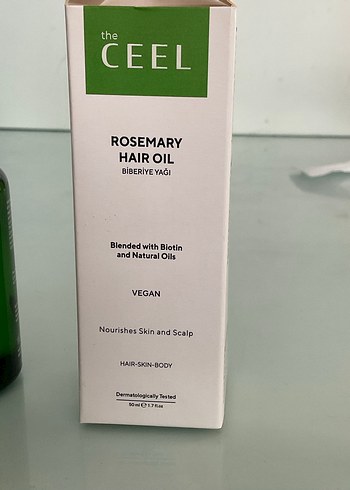 the
CEEL
ROSEMARY
HAIR OIL
BİBERİYE YAĞI
Blended with Biotin
and Natural Oils
VEGAN
Nourishes Skin and Scalp
HAIR-SKIN-BODY
Dermatologically Tested
50 ml ℮ 1.7 fl oz